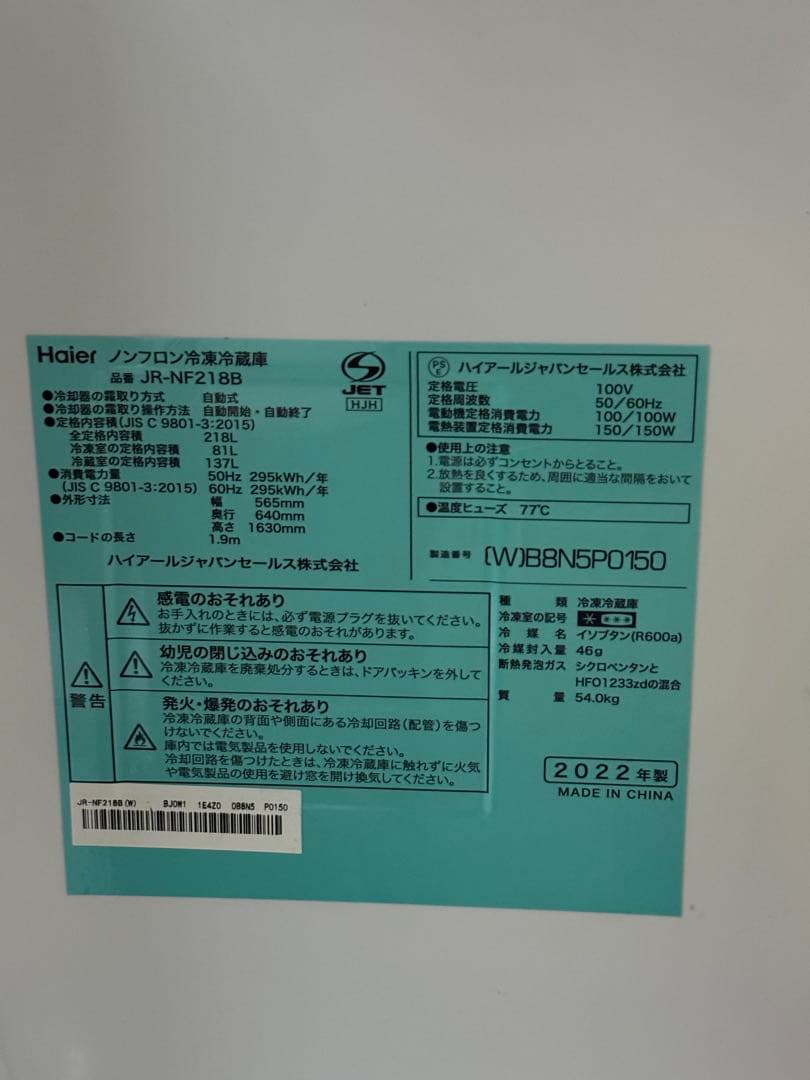 Haier ノンフロン冷凍冷蔵庫
品番 JR-NF218B
●冷却器の霜取り方式 自動式
●冷却器の霜取り操作方法 自動開始・自動終了
●定格内容積(JIS C 9801-3:2015)
全定格内容積 218L
冷凍室の定格内容積 81L
冷蔵室の定格内容積 137L
●消費電力量 50Hz 295kWh/年
(JIS C 9801-3:2015) 60Hz 295kWh/年
●外形寸法 幅 565mm
奥行 640mm
高さ 1630mm
●コードの長さ 1.9m
ハイアールジャパンセールス株式会社
JET
HJH
PSE ハイアールジャパンセールス株式会社
定格電圧 100V
定格周波数 50/60Hz
電動機定格消費電力 100/100W
電熱装置定格消費電力 150/150W
●使用上の注意
1.電源は必ずコンセントからとること。
2.放熱を良くするため、周囲に適当な間隔をおいて
設置すること。
●温度ヒューズ 77℃
製造番号 (W)B8N5P0150
警告
感電のおそれあり
お手入れのときには、必ず電源プラグを抜いてください。
抜かずに作業すると感電のおそれがあります。
幼児の閉じ込みのおそれあり
冷凍冷蔵庫を廃棄処分するときは、ドアパッキンを外して
ください。
発火・爆発のおそれあり
冷凍冷蔵庫の背面や側面にある冷却回路(配管)を傷つ
けないでください。
庫内では電気製品を使用しないでください。
冷却回路を傷つけたときは、冷凍冷蔵庫に触れずに火気
や電気製品の使用を避け窓を開け換気してください。
種類 冷凍冷蔵庫
冷凍室の記号
冷媒名 イソブタン(R600a)
冷媒封入量 46g
断熱発泡ガス シクロペンタンと
HFO1233zdの混合
質量 54.0kg
2022年製
MADE IN CHINA
JR-NF218B(W) BJ0W1 1E4Z0 0B8N5 P0150